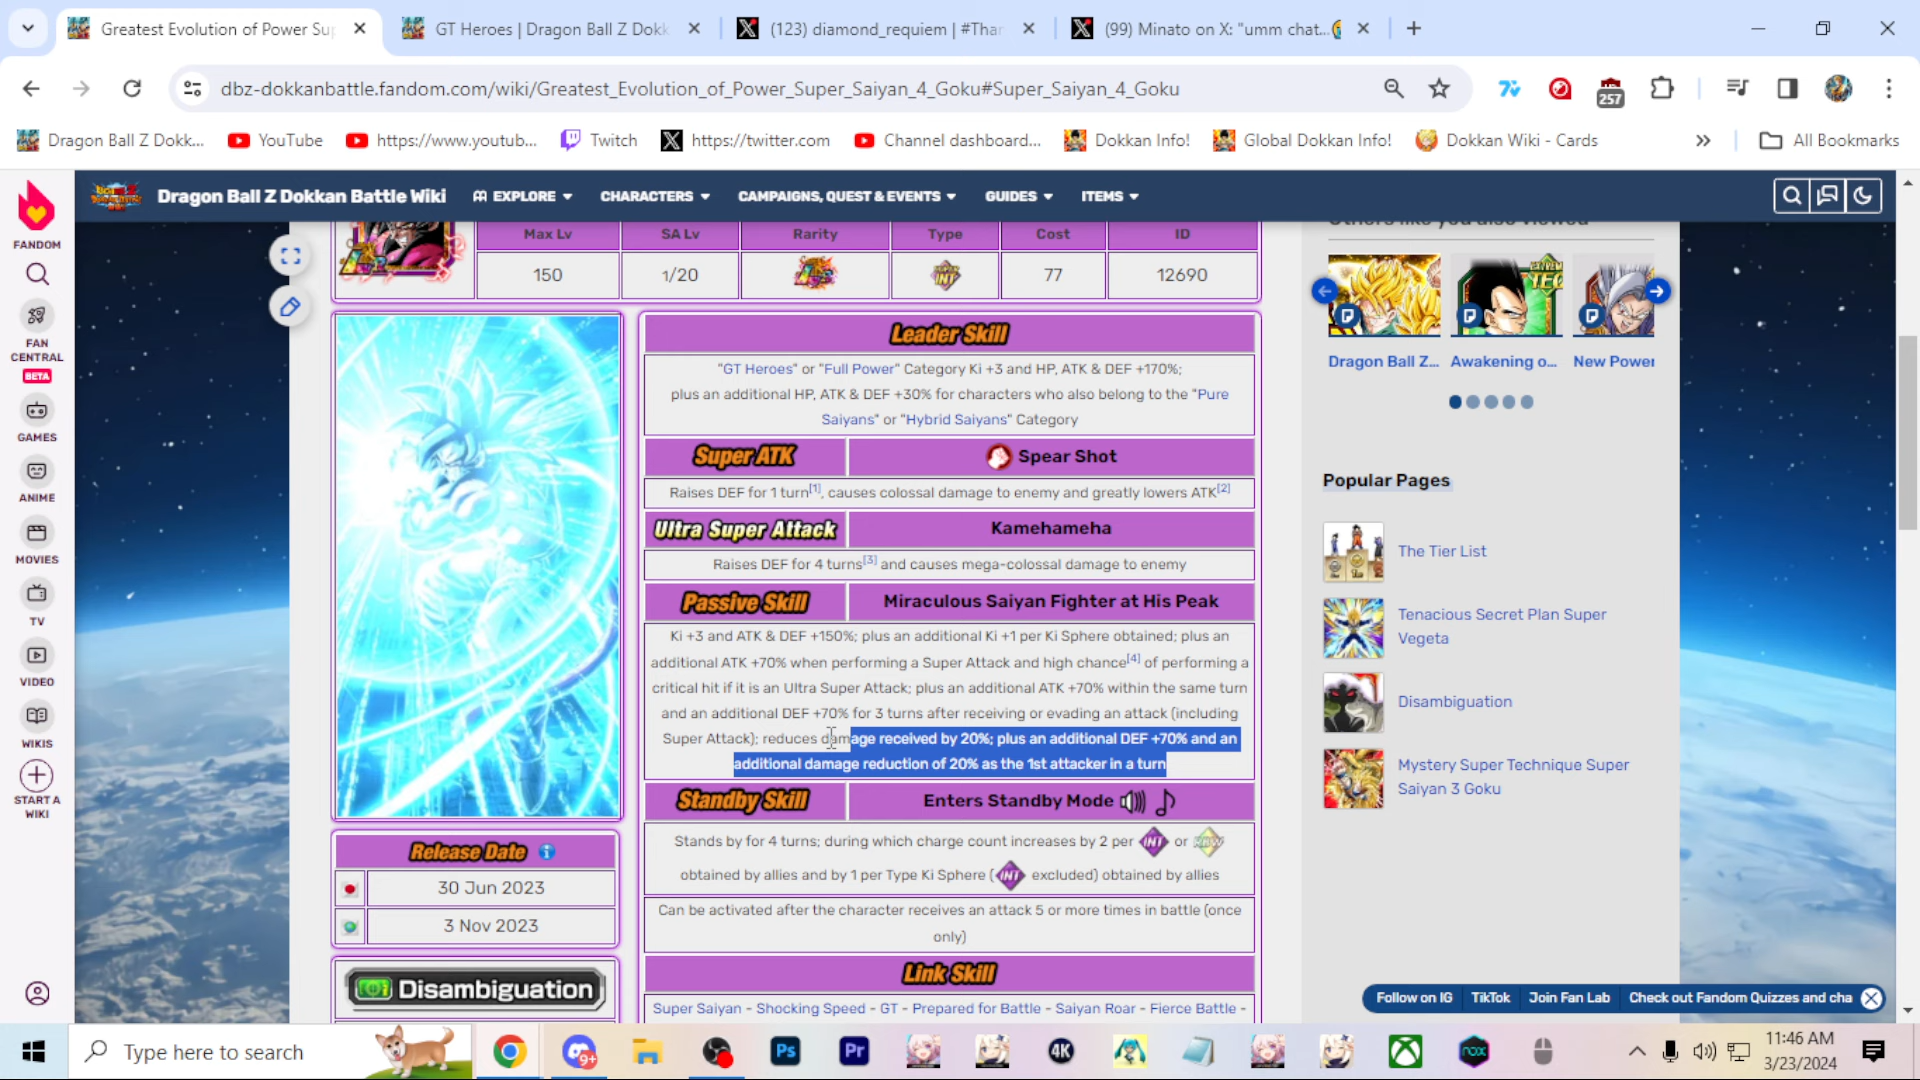 Greatest Evolution of Power Sup
GT Heroes | Dragon Ball Z Dokk
(123) diamond_requiem | #Than
(99) Minato on X: "umm chat...
dbz-dokkanbattle.fandom.com/wiki/Greatest_Evolution_of_Power_Super_Saiyan_4_Goku#Super_Saiyan_4_Goku
257
Dragon Ball Z Dokk...
YouTube
https://www.youtub...
Twitch
https://twitter.com
Channel dashboard...
Dokkan Info!
Global Dokkan Info!
Dokkan Wiki - Cards
All Bookmarks
Dragon Ball Z Dokkan Battle Wiki
EXPLORE
CHARACTERS
CAMPAIGNS, QUEST & EVENTS
GUIDES
ITEMS
FANDOM
FAN CENTRAL
BETA
GAMES
ANIME
MOVIES
TV
VIDEO
WIKIS
START A WIKI
Max Lv
SA Lv
Rarity
Type
Cost
ID
150
1/20
77
12690
Leader Skill
"GT Heroes" or "Full Power" Category Ki +3 and HP, ATK & DEF +170%;
plus an additional HP, ATK & DEF +30% for characters who also belong to the "Pure
Saiyans" or "Hybrid Saiyans" Category
Super ATK
Spear Shot
Raises DEF for 1 turn[1], causes colossal damage to enemy and greatly lowers ATK[2]
Ultra Super Attack
Kamehameha
Raises DEF for 4 turns[3] and causes mega-colossal damage to enemy
Passive Skill
Miraculous Saiyan Fighter at His Peak
Ki +3 and ATK & DEF +150%; plus an additional Ki +1 per Ki Sphere obtained; plus an
additional ATK +70% when performing a Super Attack and high chance[4] of performing a
critical hit if it is an Ultra Super Attack; plus an additional ATK +70% within the same turn
and an additional DEF +70% for 3 turns after receiving or evading an attack (including
Super Attack); reduces damage received by 20%; plus an additional DEF +70% and an
additional damage reduction of 20% as the 1st attacker in a turn
Standby Skill
Enters Standby Mode
Stands by for 4 turns; during which charge count increases by 2 per INT or
obtained by allies and by 1 per Type Ki Sphere (INT excluded) obtained by allies
Can be activated after the character receives an attack 5 or more times in battle (once
only)
Link Skill
Super Saiyan - Shocking Speed - GT - Prepared for Battle - Saiyan Roar - Fierce Battle -
Release Date
30 Jun 2023
3 Nov 2023
Disambiguation
Others like you also viewed
Dragon Ball Z...
Awakening o...
New Power
Popular Pages
The Tier List
Tenacious Secret Plan Super
Vegeta
Disambiguation
Mystery Super Technique Super
Saiyan 3 Goku
Follow on IG
TikTok
Join Fan Lab
Check out Fandom Quizzes and cha
Type here to search
9+
Ps
Pr
4K
nox
11:46 AM
3/23/2024